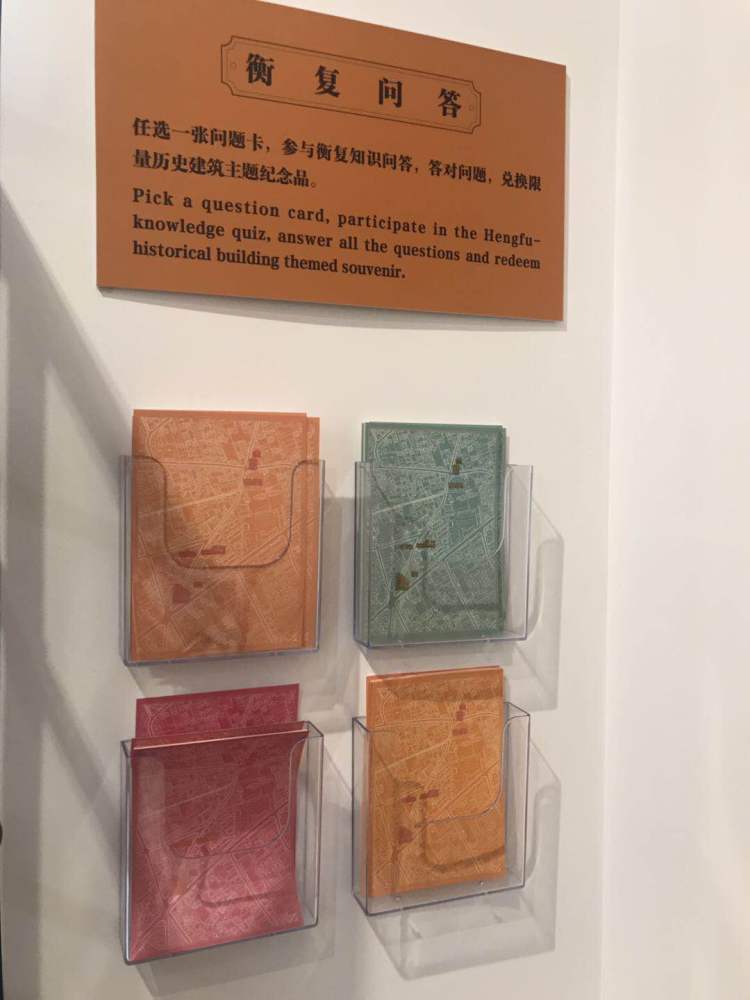 衡复问答
任选一张问题卡，参与衡复知识问答，答对问题，兑换限
量历史建筑主题纪念品。
Pick a question card, participate in the Hengfu-
knowledge quiz, answer all the questions and redeem
historical building themed souvenir.